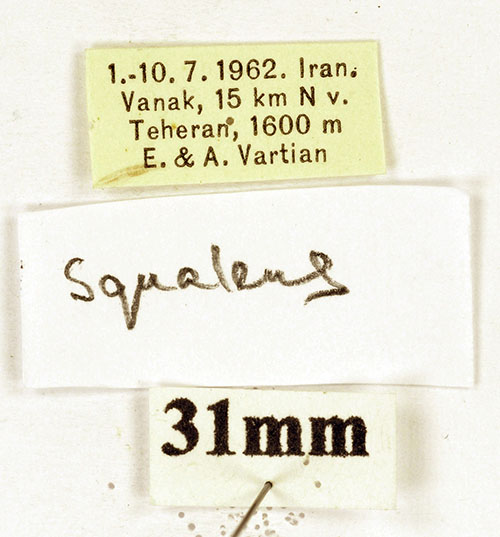 1.-10. 7. 1962. Iran.
Vanak, 15 km N v.
Teheran, 1600 m
E. & A. Vartian
Squalens
31mm